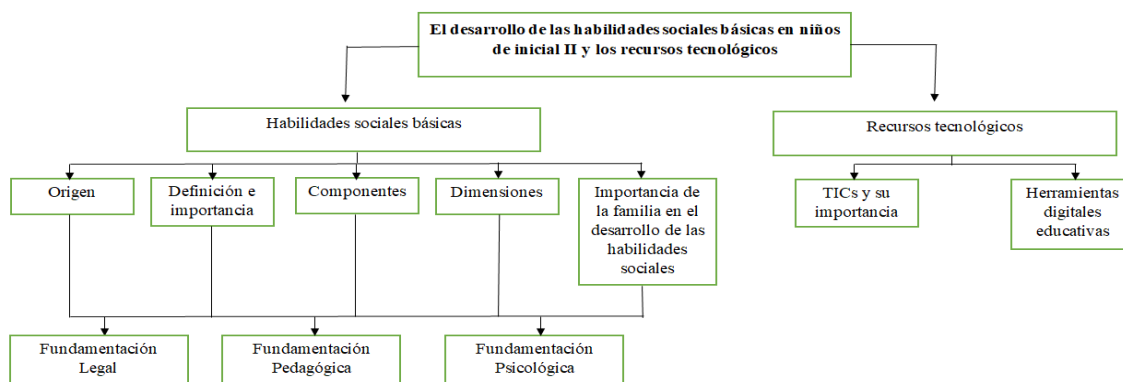 El desarrollo de las habilidades sociales básicas en niños
de inicial II y los recursos tecnológicos
Habilidades sociales básicas
Recursos tecnológicos
Origen
Definición e
importancia
Componentes
Dimensiones
Importancia de
la familia en el
desarrollo de las
habilidades
sociales
TICs y su
importancia
Herramientas
digitales
educativas
Fundamentación
Legal
Fundamentación
Pedagógica
Fundamentación
Psicológica